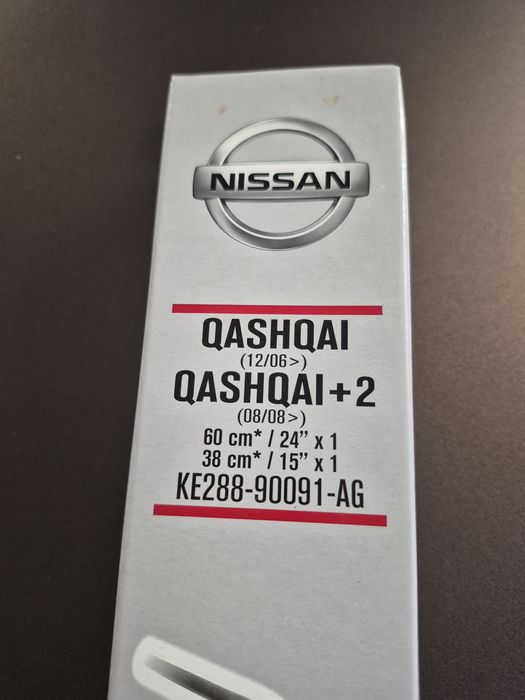 NISSAN
QASHQAI
(12/06>)
QASHQAI+2
(08/08>)
60 cm* / 24" x 1
38 cm* / 15" x 1
KE288-90091-AG